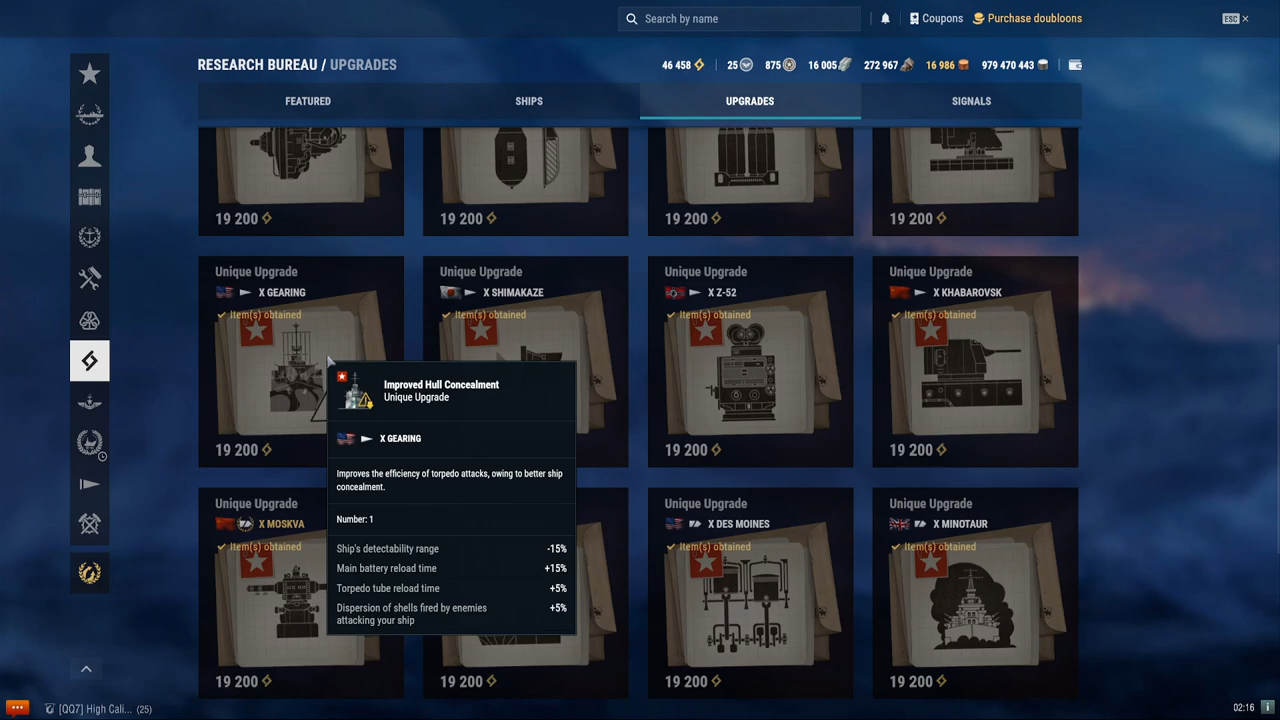 Search by name
Coupons
Purchase doubloons
ESC ×
RESEARCH BUREAU / UPGRADES
46 458
25
875
16 005
272 967
16 986
979 470 443
FEATURED
SHIPS
UPGRADES
SIGNALS
19 200
19 200
19 200
19 200
Unique Upgrade
X GEARING
Item(s) obtained
19 200
Unique Upgrade
X SHIMAKAZE
Item(s) obtained
Unique Upgrade
X Z-52
Item(s) obtained
19 200
Unique Upgrade
X KHABAROVSK
Item(s) obtained
19 200
Improved Hull Concealment
Unique Upgrade
X GEARING
Improves the efficiency of torpedo attacks, owing to better ship
concealment.
Number: 1
Ship's detectability range -15%
Main battery reload time +15%
Torpedo tube reload time +5%
Dispersion of shells fired by enemies +5%
attacking your ship
Unique Upgrade
X MOSKVA
Item(s) obtained
19 200
19 200
Unique Upgrade
X DES MOINES
Item(s) obtained
19 200
Unique Upgrade
X MINOTAUR
Item(s) obtained
19 200
[QQ7] High Cali... (25)
02:16